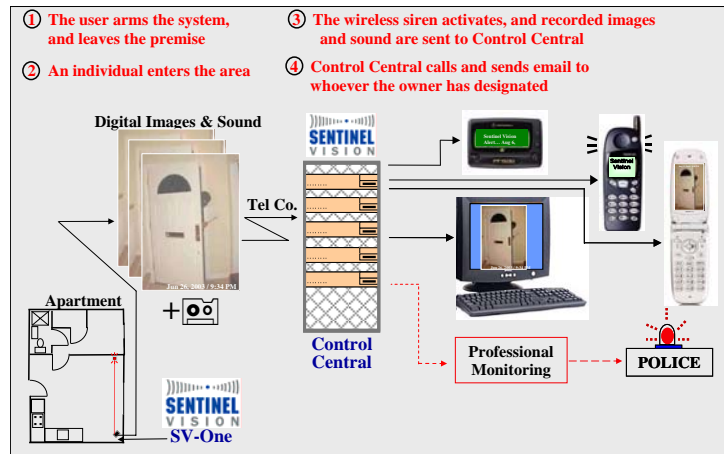 1 The user arms the system,
and leaves the premise
2 An individual enters the area
3 The wireless siren activates, and recorded images
and sound are sent to Control Central
4 Control Central calls and sends email to
whoever the owner has designated
Digital Images & Sound
SENTINEL
VISION
Sentinel Vision
Alert... Aug 6,
Sentinel
Vision
Tel Co.
Jun 26, 2003 / 9:34 PM
Apartment
Control
Central
Professional
Monitoring
POLICE
SENTINEL
VISION
SV-One